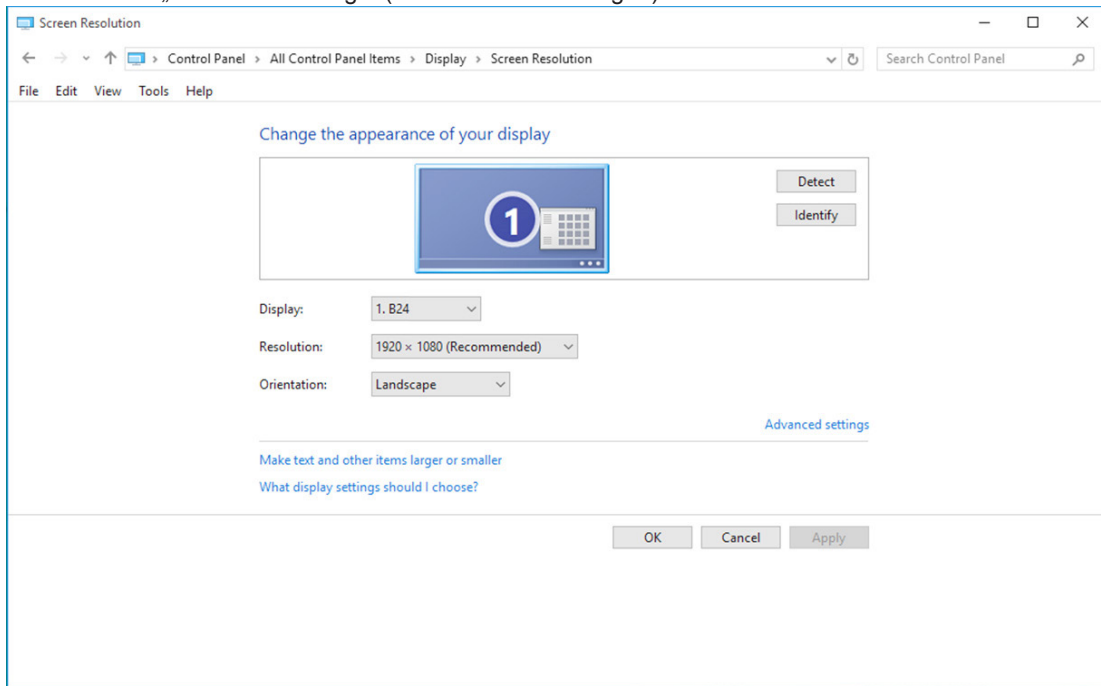 Screen Resolution
Control Panel > All Control Panel Items > Display > Screen Resolution
Search Control Panel
File Edit View Tools Help
Change the appearance of your display
1
Detect
Identify
Display: 1. B24
Resolution: 1920 × 1080 (Recommended)
Orientation: Landscape
Advanced settings
Make text and other items larger or smaller
What display settings should I choose?
OK Cancel Apply